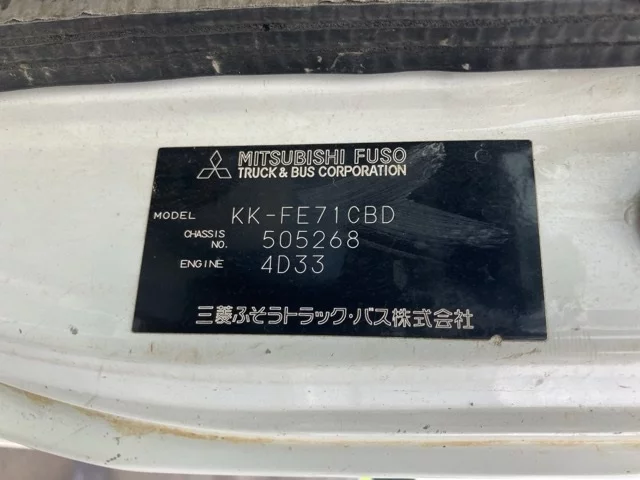 MITSUBISHI FUSO
TRUCK & BUS CORPORATION
MODEL KK-FE71CBD
CHASSIS NO. 505268
ENGINE 4D33
三菱ふそうトラック・バス株式会社